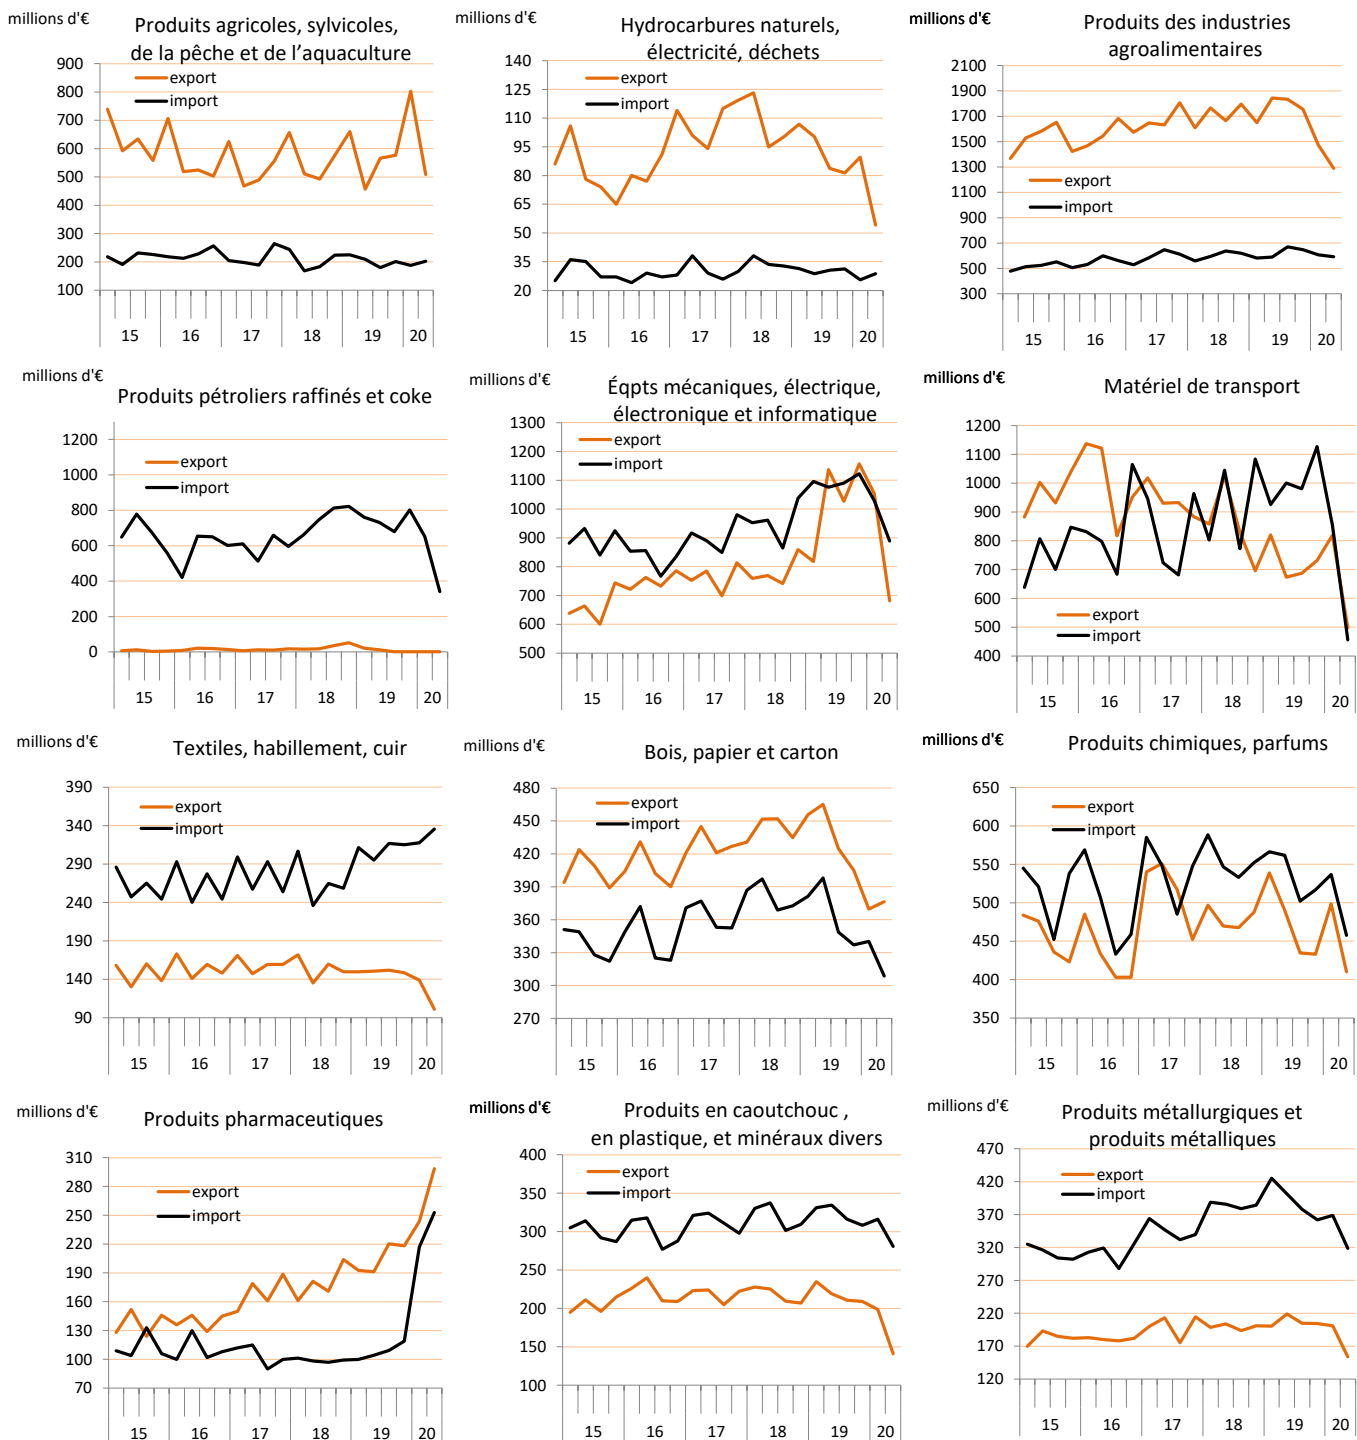 millions d'€
Produits agricoles, sylvicoles,
de la pêche et de l'aquaculture
900
800
700
600
500
400
300
200
100
export
import
15 16 17 18 19 20
Hydrocarbures naturels,
électricité, déchets
140
125
110
95
80
65
50
35
20
export
import
15 16 17 18 19 20
millions d'€
Produits des industries
agroalimentaires
2100
1900
1700
1500
1300
1100
900
700
500
300
export
import
15 16 17 18 19 20
millions d'€
Produits pétroliers raffinés et coke
1200
1000
800
600
400
200
0
export
import
15 16 17 18 19 20
millions d'€
Éqpts mécaniques, électrique,
électronique et informatique
1300
1200
1100
1000
900
800
700
600
500
export
import
15 16 17 18 19 20
millions d'€
Matériel de transport
1200
1100
1000
900
800
700
600
500
400
export
import
15 16 17 18 19 20
millions d'€
Textiles, habillement, cuir
390
340
290
240
190
140
90
export
import
15 16 17 18 19 20
millions d'€
Bois, papier et carton
480
450
420
390
360
330
300
270
export
import
15 16 17 18 19 20
millions d'€
Produits chimiques, parfums
650
600
550
500
450
400
350
export
import
15 16 17 18 19 20
millions d'€
Produits pharmaceutiques
310
280
250
220
190
160
130
100
70
export
import
15 16 17 18 19 20
millions d'€
Produits en caoutchouc ,
en plastique, et minéraux divers
400
350
300
250
200
150
100
export
import
15 16 17 18 19 20
millions d'€
Produits métallurgiques et
produits métalliques
470
420
370
320
270
220
170
120
export
import
15 16 17 18 19 20